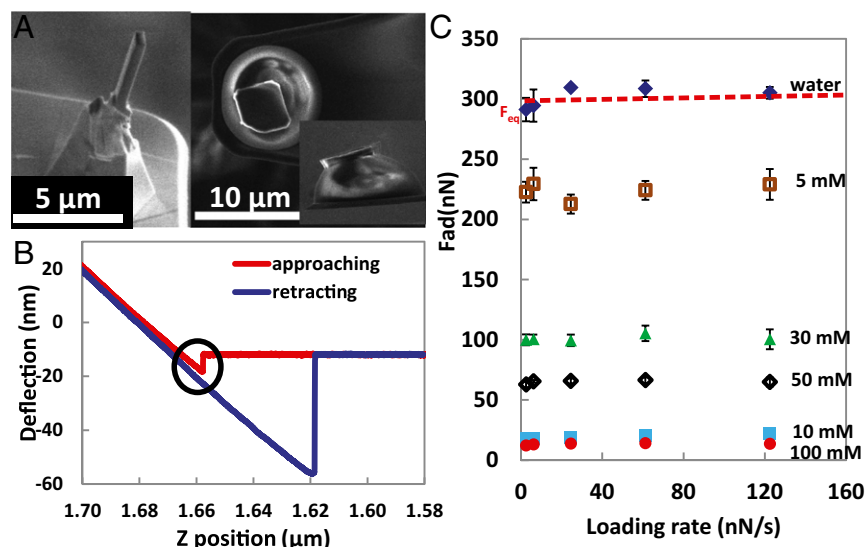 A
5 µm
10 µm
B
approaching
retracting
Deflection (nm)
20
0
-20
-40
-60
1.70 1.68 1.66 1.64 1.62 1.60 1.58
Z position (µm)
C
Fad(nN)
350
300
250
200
150
100
50
0
F eq
water
5 mM
30 mM
50 mM
10 mM
100 mM
0 40 80 120 160
Loading rate (nN/s)